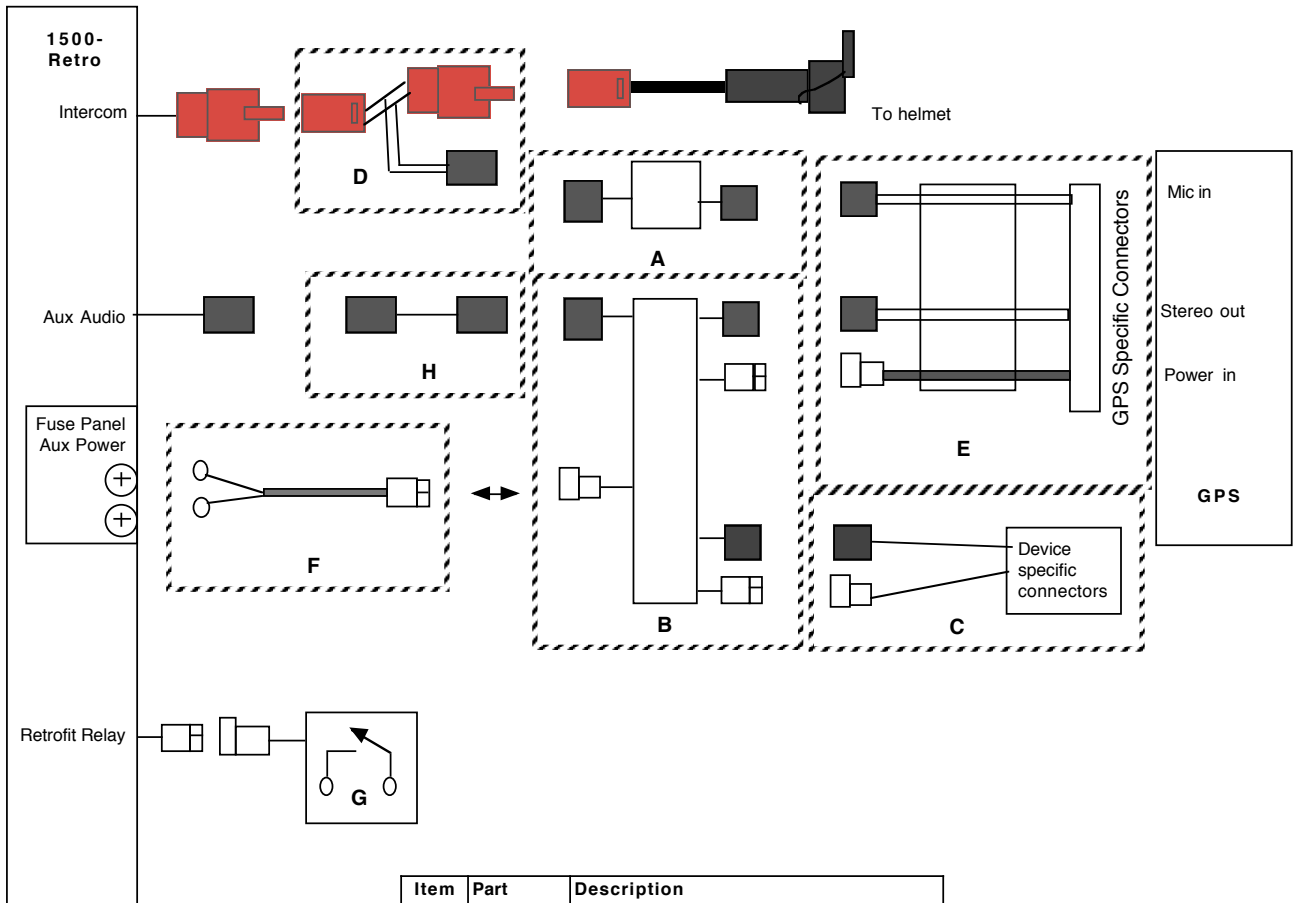 1500-
Retro
Intercom
To helmet
D
A
Mic in
Stereo out
Power in
GPS Specific Connectors
E
GPS
Aux Audio
H
Fuse Panel
Aux Power
F
B
Device
specific
connectors
C
Retrofit Relay
G
Item Part Description